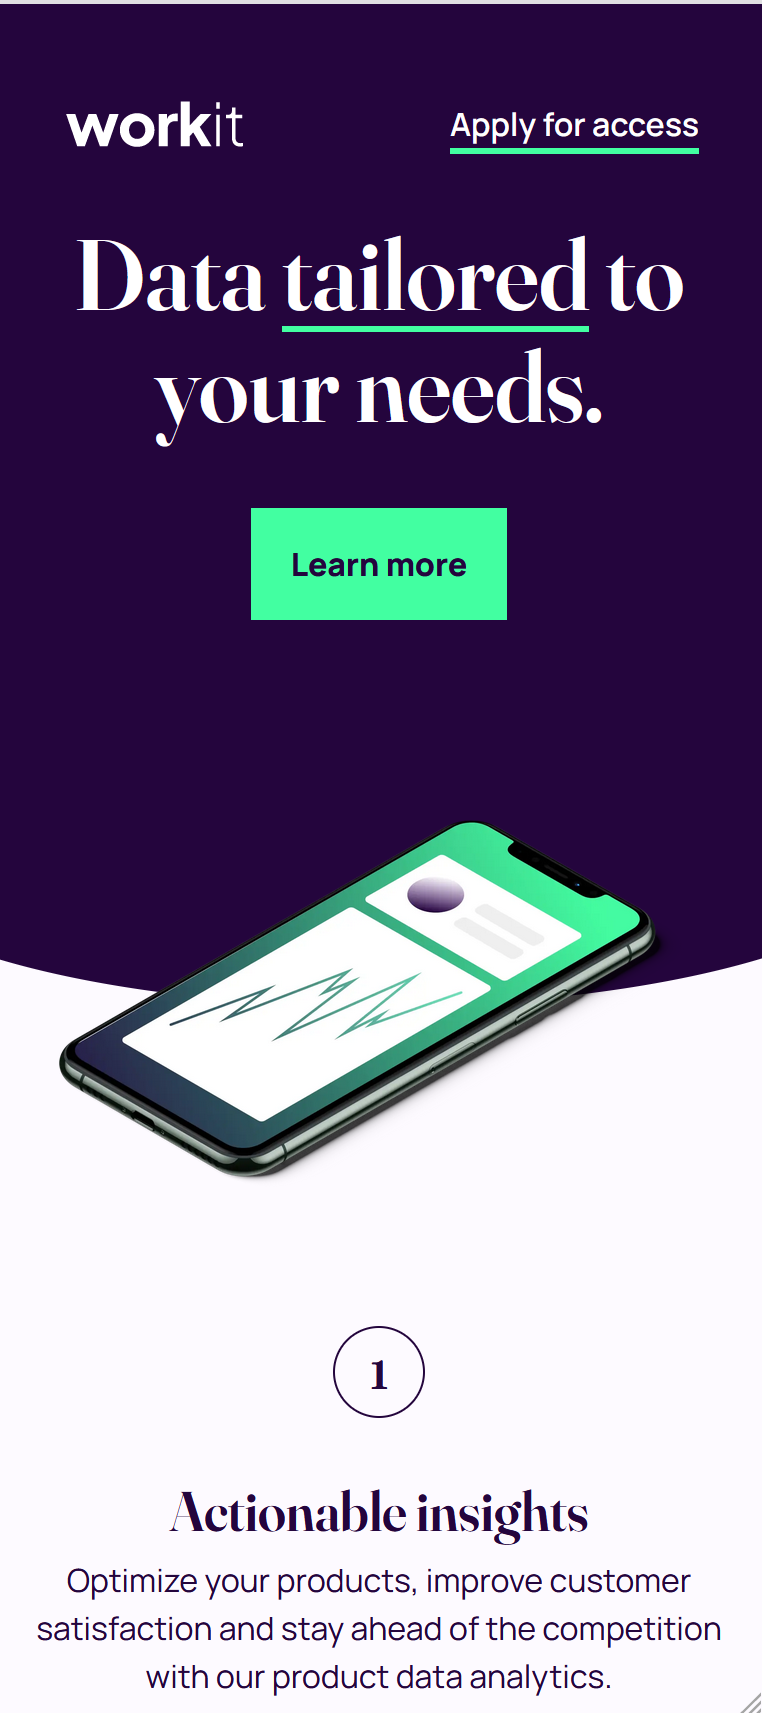 workit
Apply for access
Data tailored to
your needs.
Learn more
1
Actionable insights
Optimize your products, improve customer
satisfaction and stay ahead of the competition
with our product data analytics.